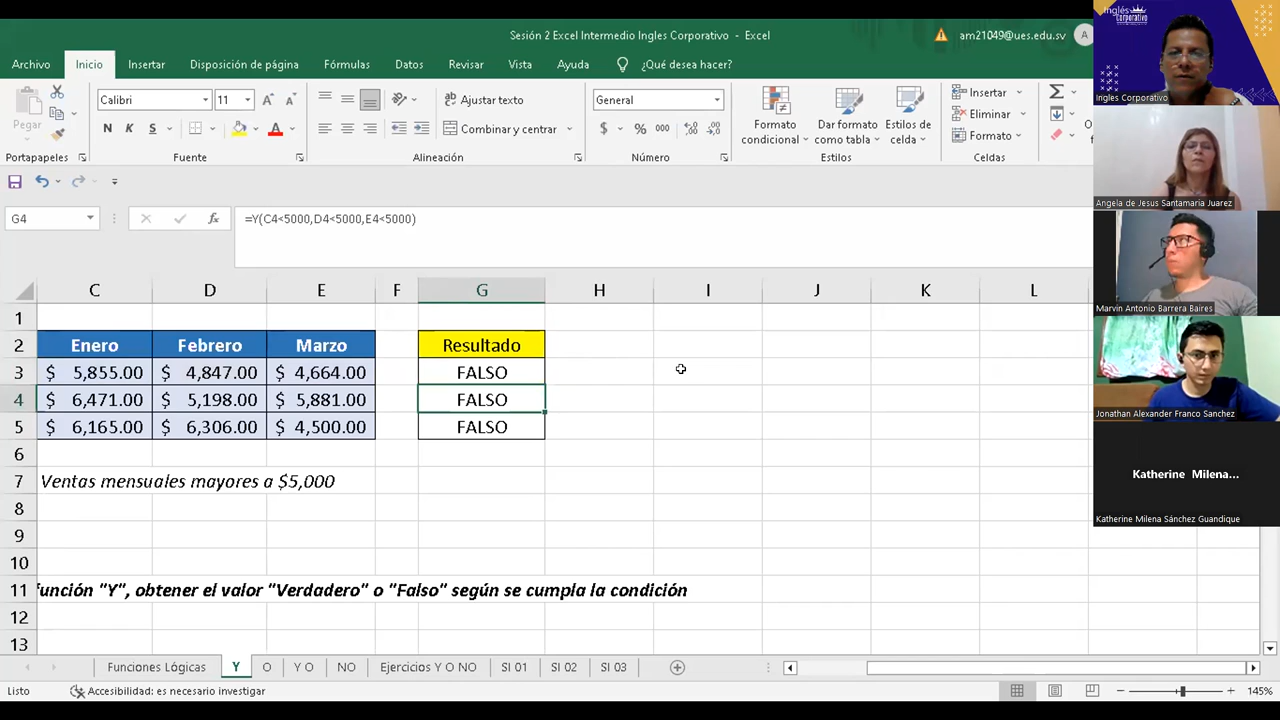 Sesión 2 Excel Intermedio Ingles Corporativo - Excel
am21049@ues.edu.sv
A
Archivo Inicio Insertar Disposición de página Fórmulas Datos Revisar Vista Ayuda ¿Qué desea hacer?
Pegar
Calibri 11
N K S
Ajustar texto
Combinar y centrar
General
$ % 000
Formato condicional
Dar formato como tabla
Estilos de celda
Insertar
Eliminar
Formato
Portapapeles Fuente Alineación Número Estilos Celdas
G4 fx =Y(C4<5000,D4<5000,E4<5000)
C D E F G H I J K L
1
2 Enero Febrero Marzo Resultado
3 $ 5,855.00 $ 4,847.00 $ 4,664.00 FALSO
4 $ 6,471.00 $ 5,198.00 $ 5,881.00 FALSO
5 $ 6,165.00 $ 6,306.00 $ 4,500.00 FALSO
6
7 Ventas mensuales mayores a $5,000
8
9
10
11 función "Y", obtener el valor "Verdadero" o "Falso" según se cumpla la condición
12
13
Funciones Lógicas Y O Y O NO Ejercicios Y O NO SI 01 SI 02 SI 03
Listo Accesibilidad: es necesario investigar 145%
Inglés
Corporativo
Ingles Corporativo
Angela de Jesus Santamaria Juarez
Marvin Antonio Barrera Baires
Jonathan Alexander Franco Sanchez
Katherine Milena...
Katherine Milena Sánchez Guandique